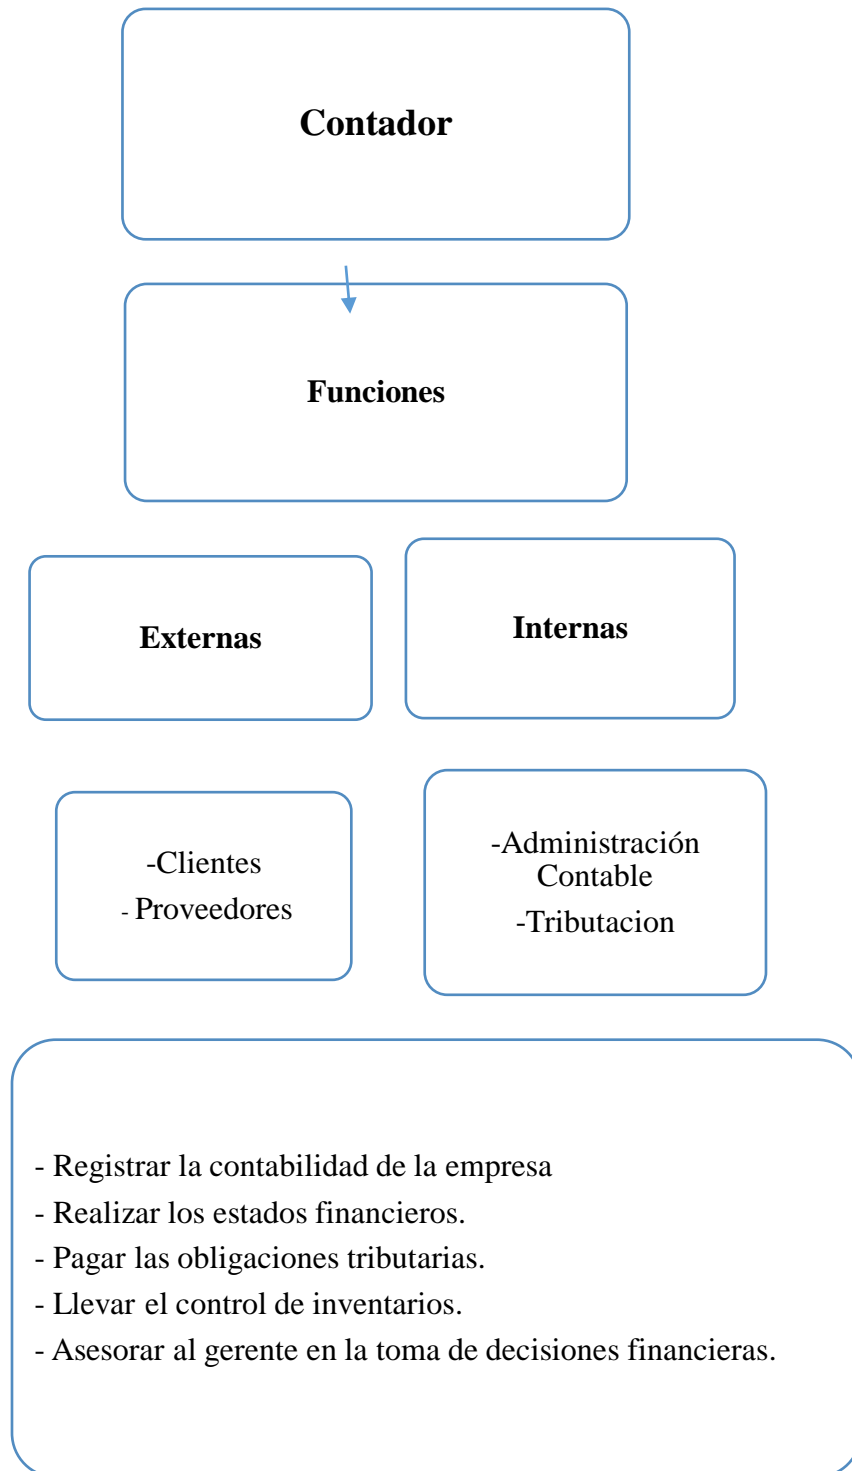 Contador
Funciones
Externas
Internas
-Clientes
- Proveedores
-Administración
Contable
-Tributacion
- Registrar la contabilidad de la empresa
- Realizar los estados financieros.
- Pagar las obligaciones tributarias.
- Llevar el control de inventarios.
- Asesorar al gerente en la toma de decisiones financieras.